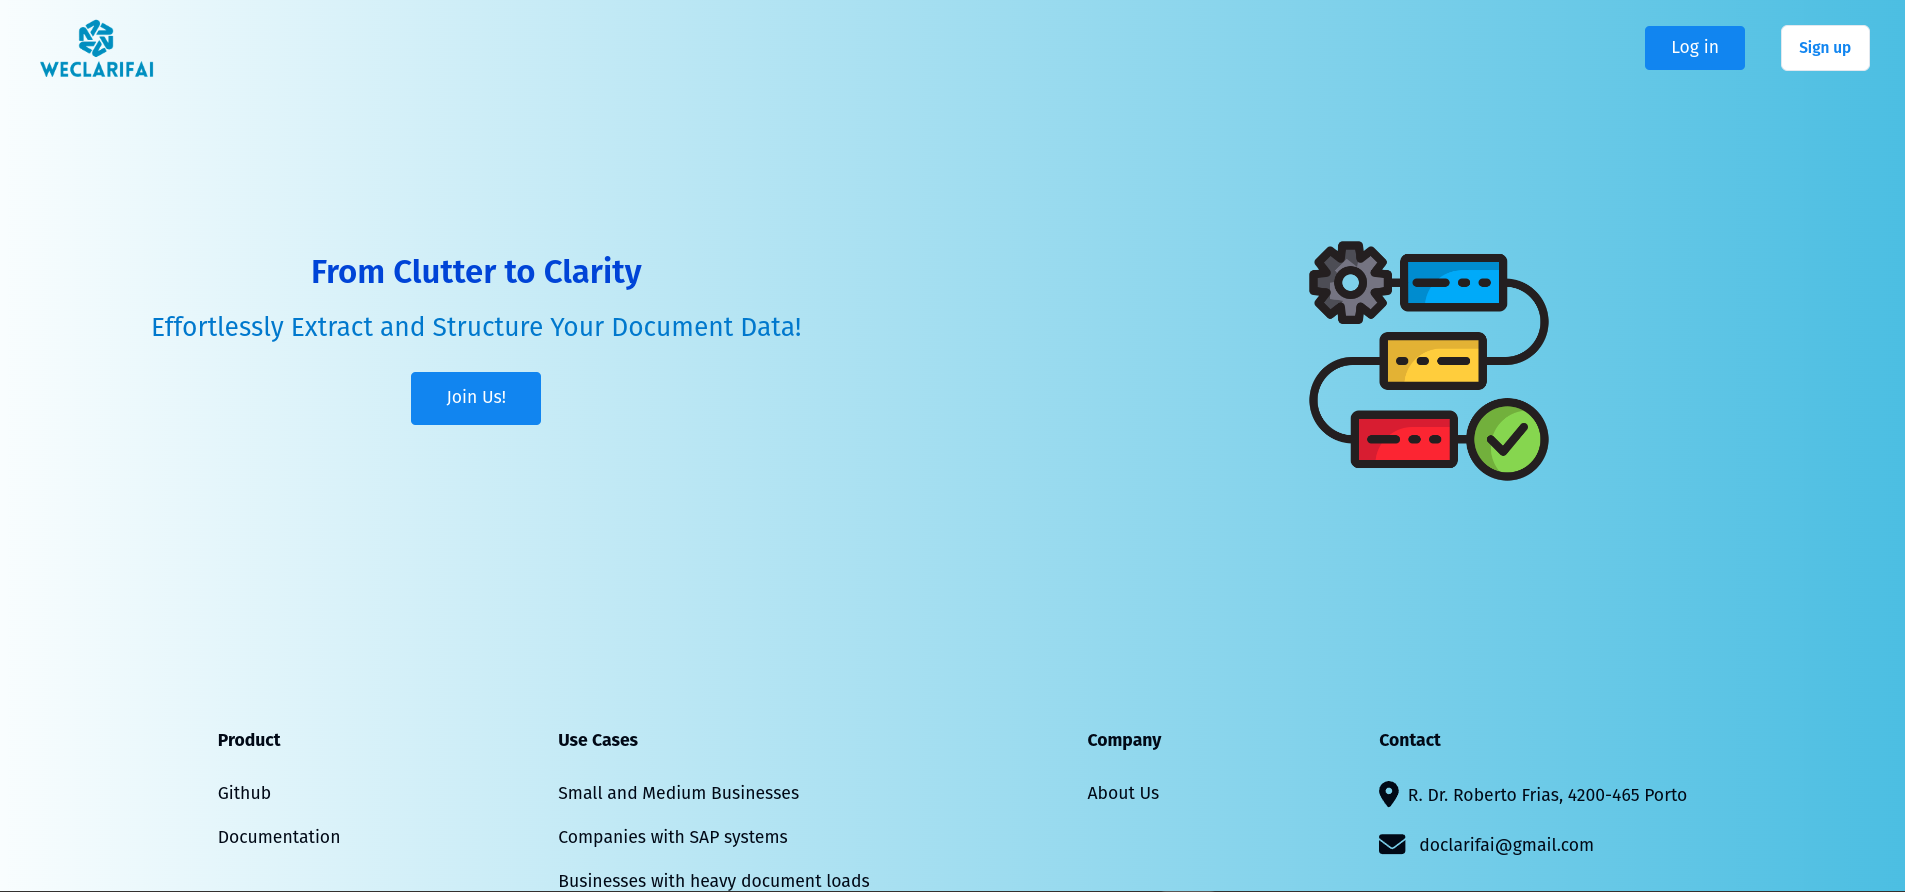 WECLARIFAI
Log in
Sign up
From Clutter to Clarity
Effortlessly Extract and Structure Your Document Data!
Join Us!
Product
Github
Documentation
Use Cases
Small and Medium Businesses
Companies with SAP systems
Businesses with heavy document loads
Company
About Us
Contact
R. Dr. Roberto Frias, 4200-465 Porto
doclarifai@gmail.com